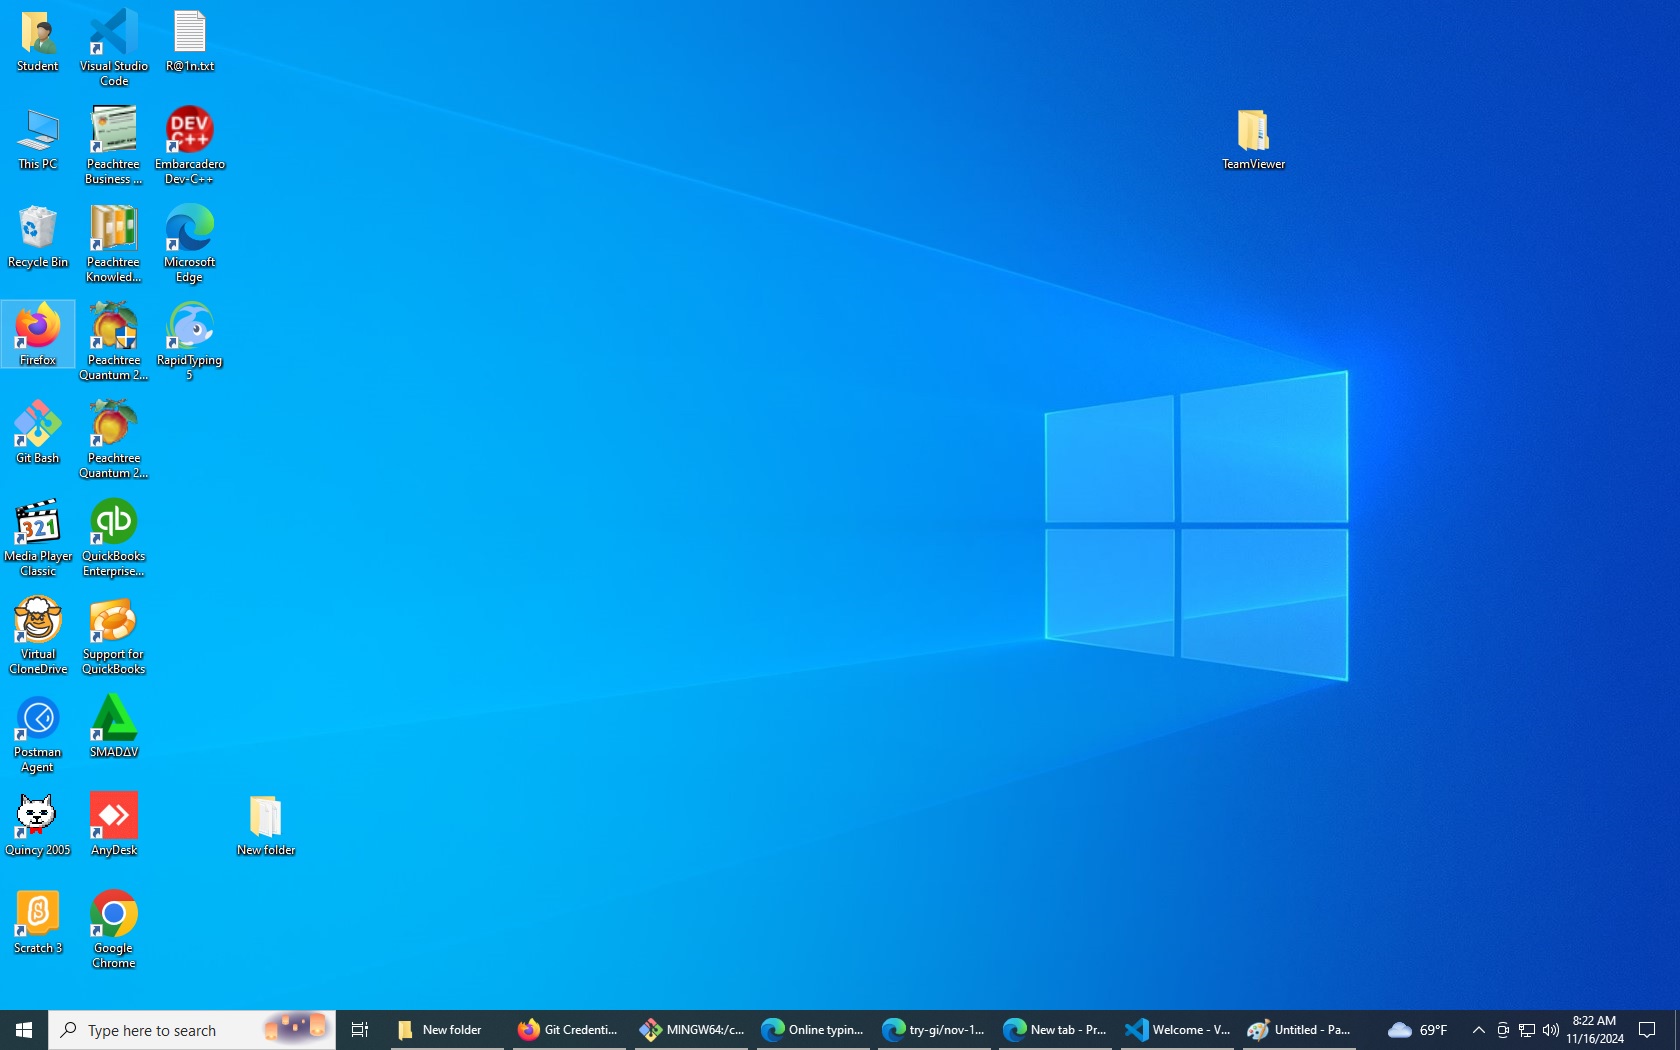 Student
Visual Studio
Code
R@1n.txt
This PC
Peachtree
Business ...
DEV
C++
Embarcadero
Dev-C++
TeamViewer
Recycle Bin
Peachtree
Knowled...
Microsoft
Edge
Firefox
Peachtree
Quantum 2...
RapidTyping
5
Git Bash
Peachtree
Quantum 2...
321
Media Player
Classic
qb
QuickBooks
Enterprise...
Virtual
CloneDrive
Support for
QuickBooks
Postman
Agent
SMADΔV
Quincy 2005
AnyDesk
New folder
Scratch 3
Google
Chrome
Type here to search
New folder
Git Credenti...
MINGW64:/c...
Online typin...
try-gi/nov-1...
New tab - Pr...
Welcome - V...
Untitled - Pa...
69°F
8:22 AM
11/16/2024